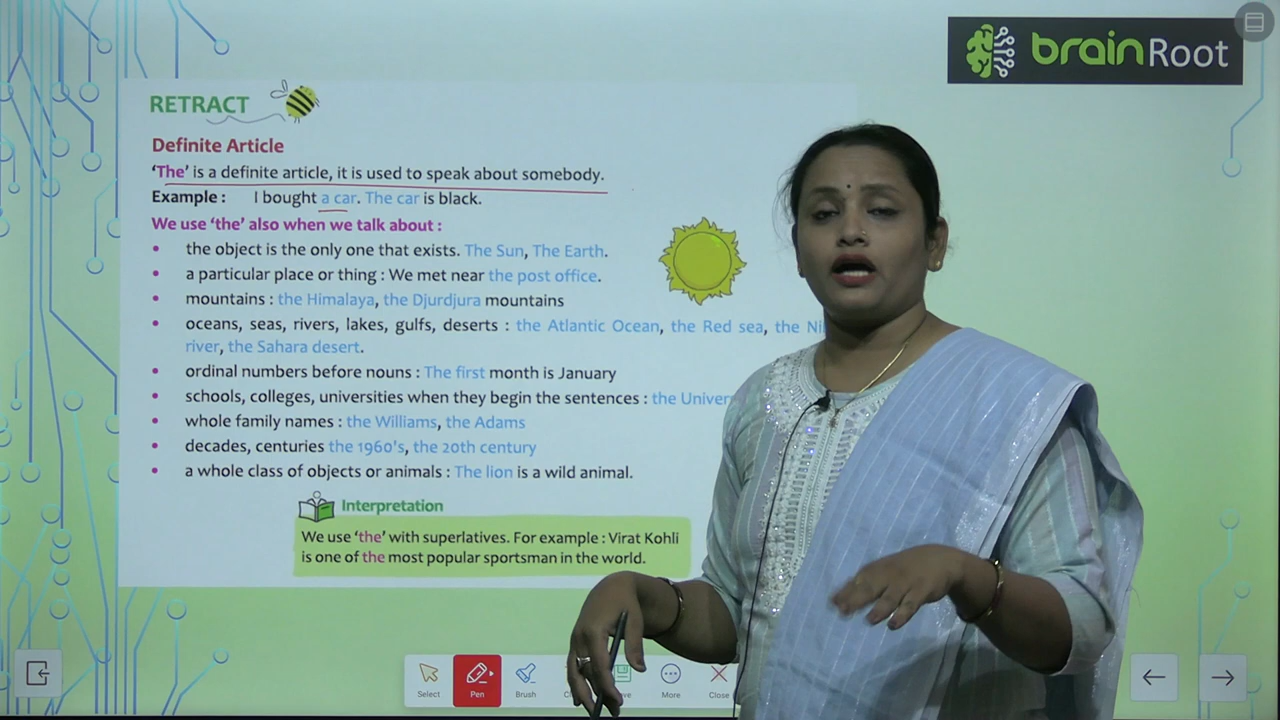 brainRoot
RETRACT
Definite Article
‘The’ is a definite article, it is used to speak about somebody.
Example : I bought a car. The car is black.
We use ‘the’ also when we talk about :
• the object is the only one that exists. The Sun, The Earth.
• a particular place or thing : We met near the post office.
• mountains : the Himalaya, the Djurdjura mountains
• oceans, seas, rivers, lakes, gulfs, deserts : the Atlantic Ocean, the Red sea, the
river, the Sahara desert.
• ordinal numbers before nouns : The first month is January
• schools, colleges, universities when they begin the sentences : the
• whole family names : the Williams, the Adams
• decades, centuries the 1960's, the 20th century
• a whole class of objects or animals : The lion is a wild animal.
Interpretation
We use ‘the’ with superlatives. For example : Virat Kohli
is one of the most popular sportsman in the world.
Select Pen Brush More Close